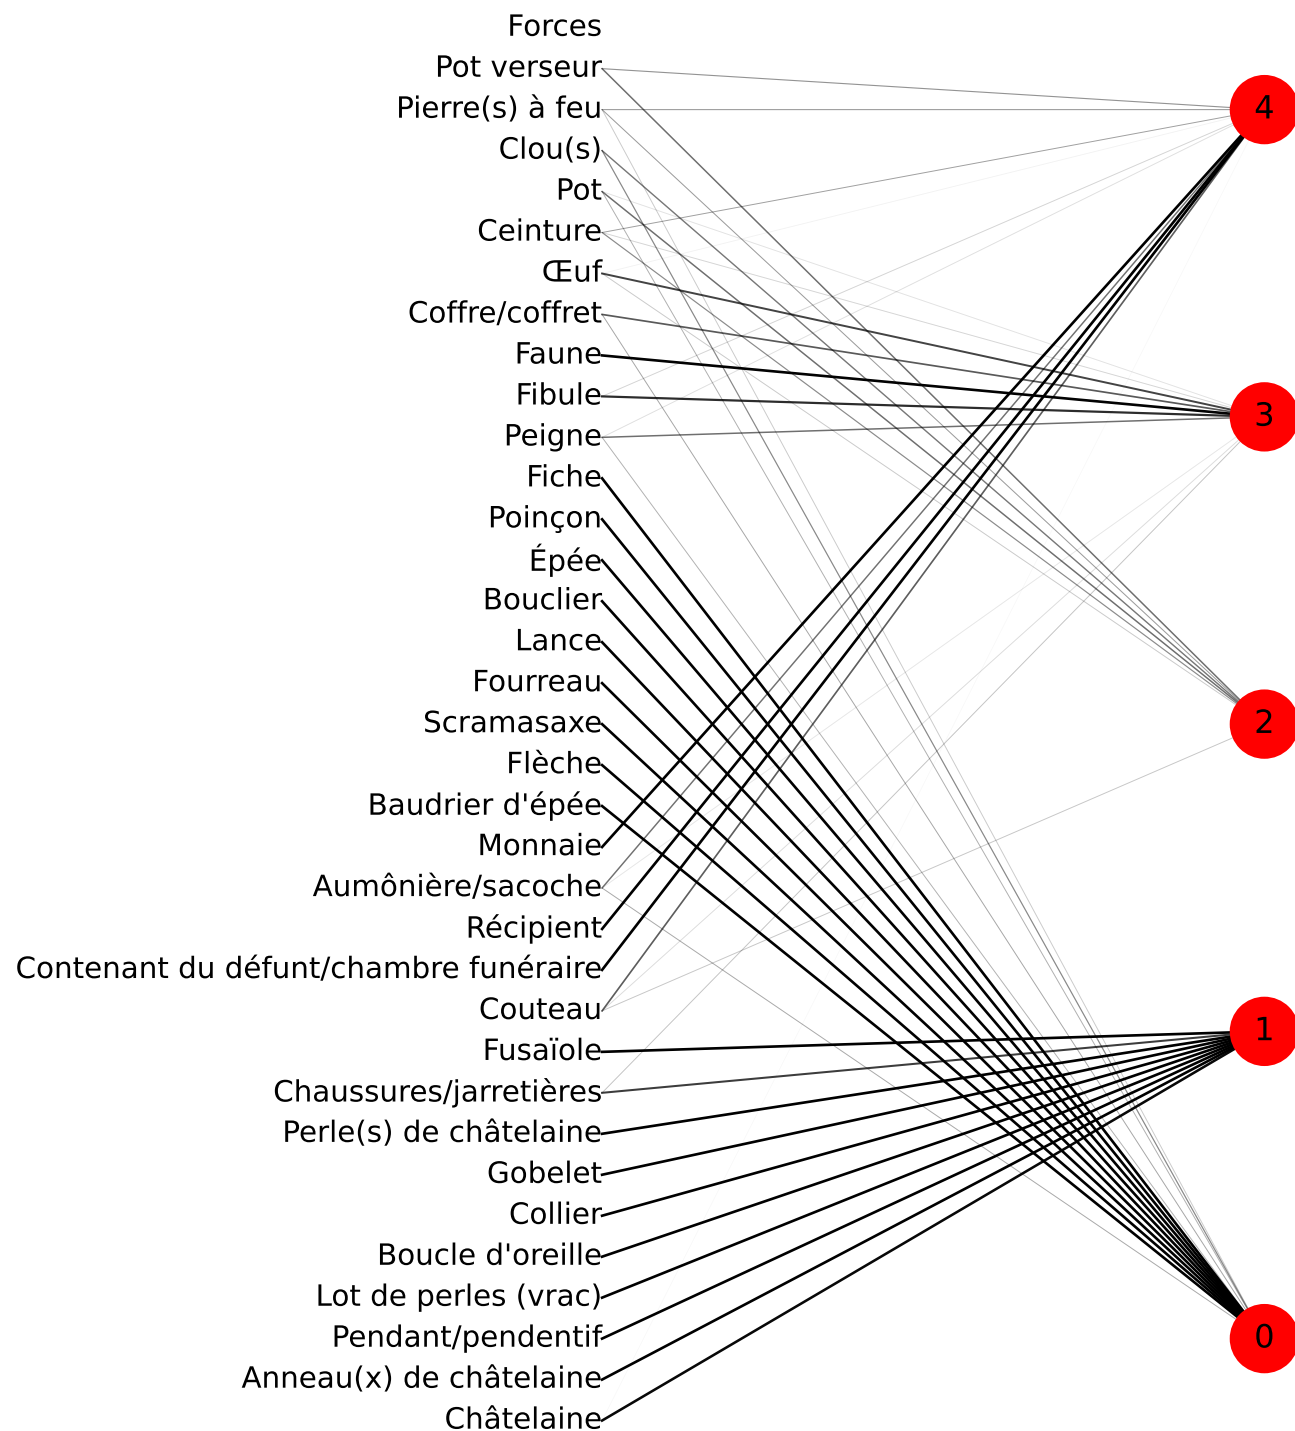 Forces
Pot verseur
Pierre(s) à feu
Clou(s)
Pot
Ceinture
Œuf
Coffre/coffret
Faune
Fibule
Peigne
Fiche
Poinçon
Épée
Bouclier
Lance
Fourreau
Scramasaxe
Flèche
Baudrier d'épée
Monnaie
Aumônière/sacoche
Récipient
Contenant du défunt/chambre funéraire
Couteau
Fusaïole
Chaussures/jarretières
Perle(s) de châtelaine
Gobelet
Collier
Boucle d'oreille
Lot de perles (vrac)
Pendant/pendentif
Anneau(x) de châtelaine
Châtelaine
4
3
2
1
0